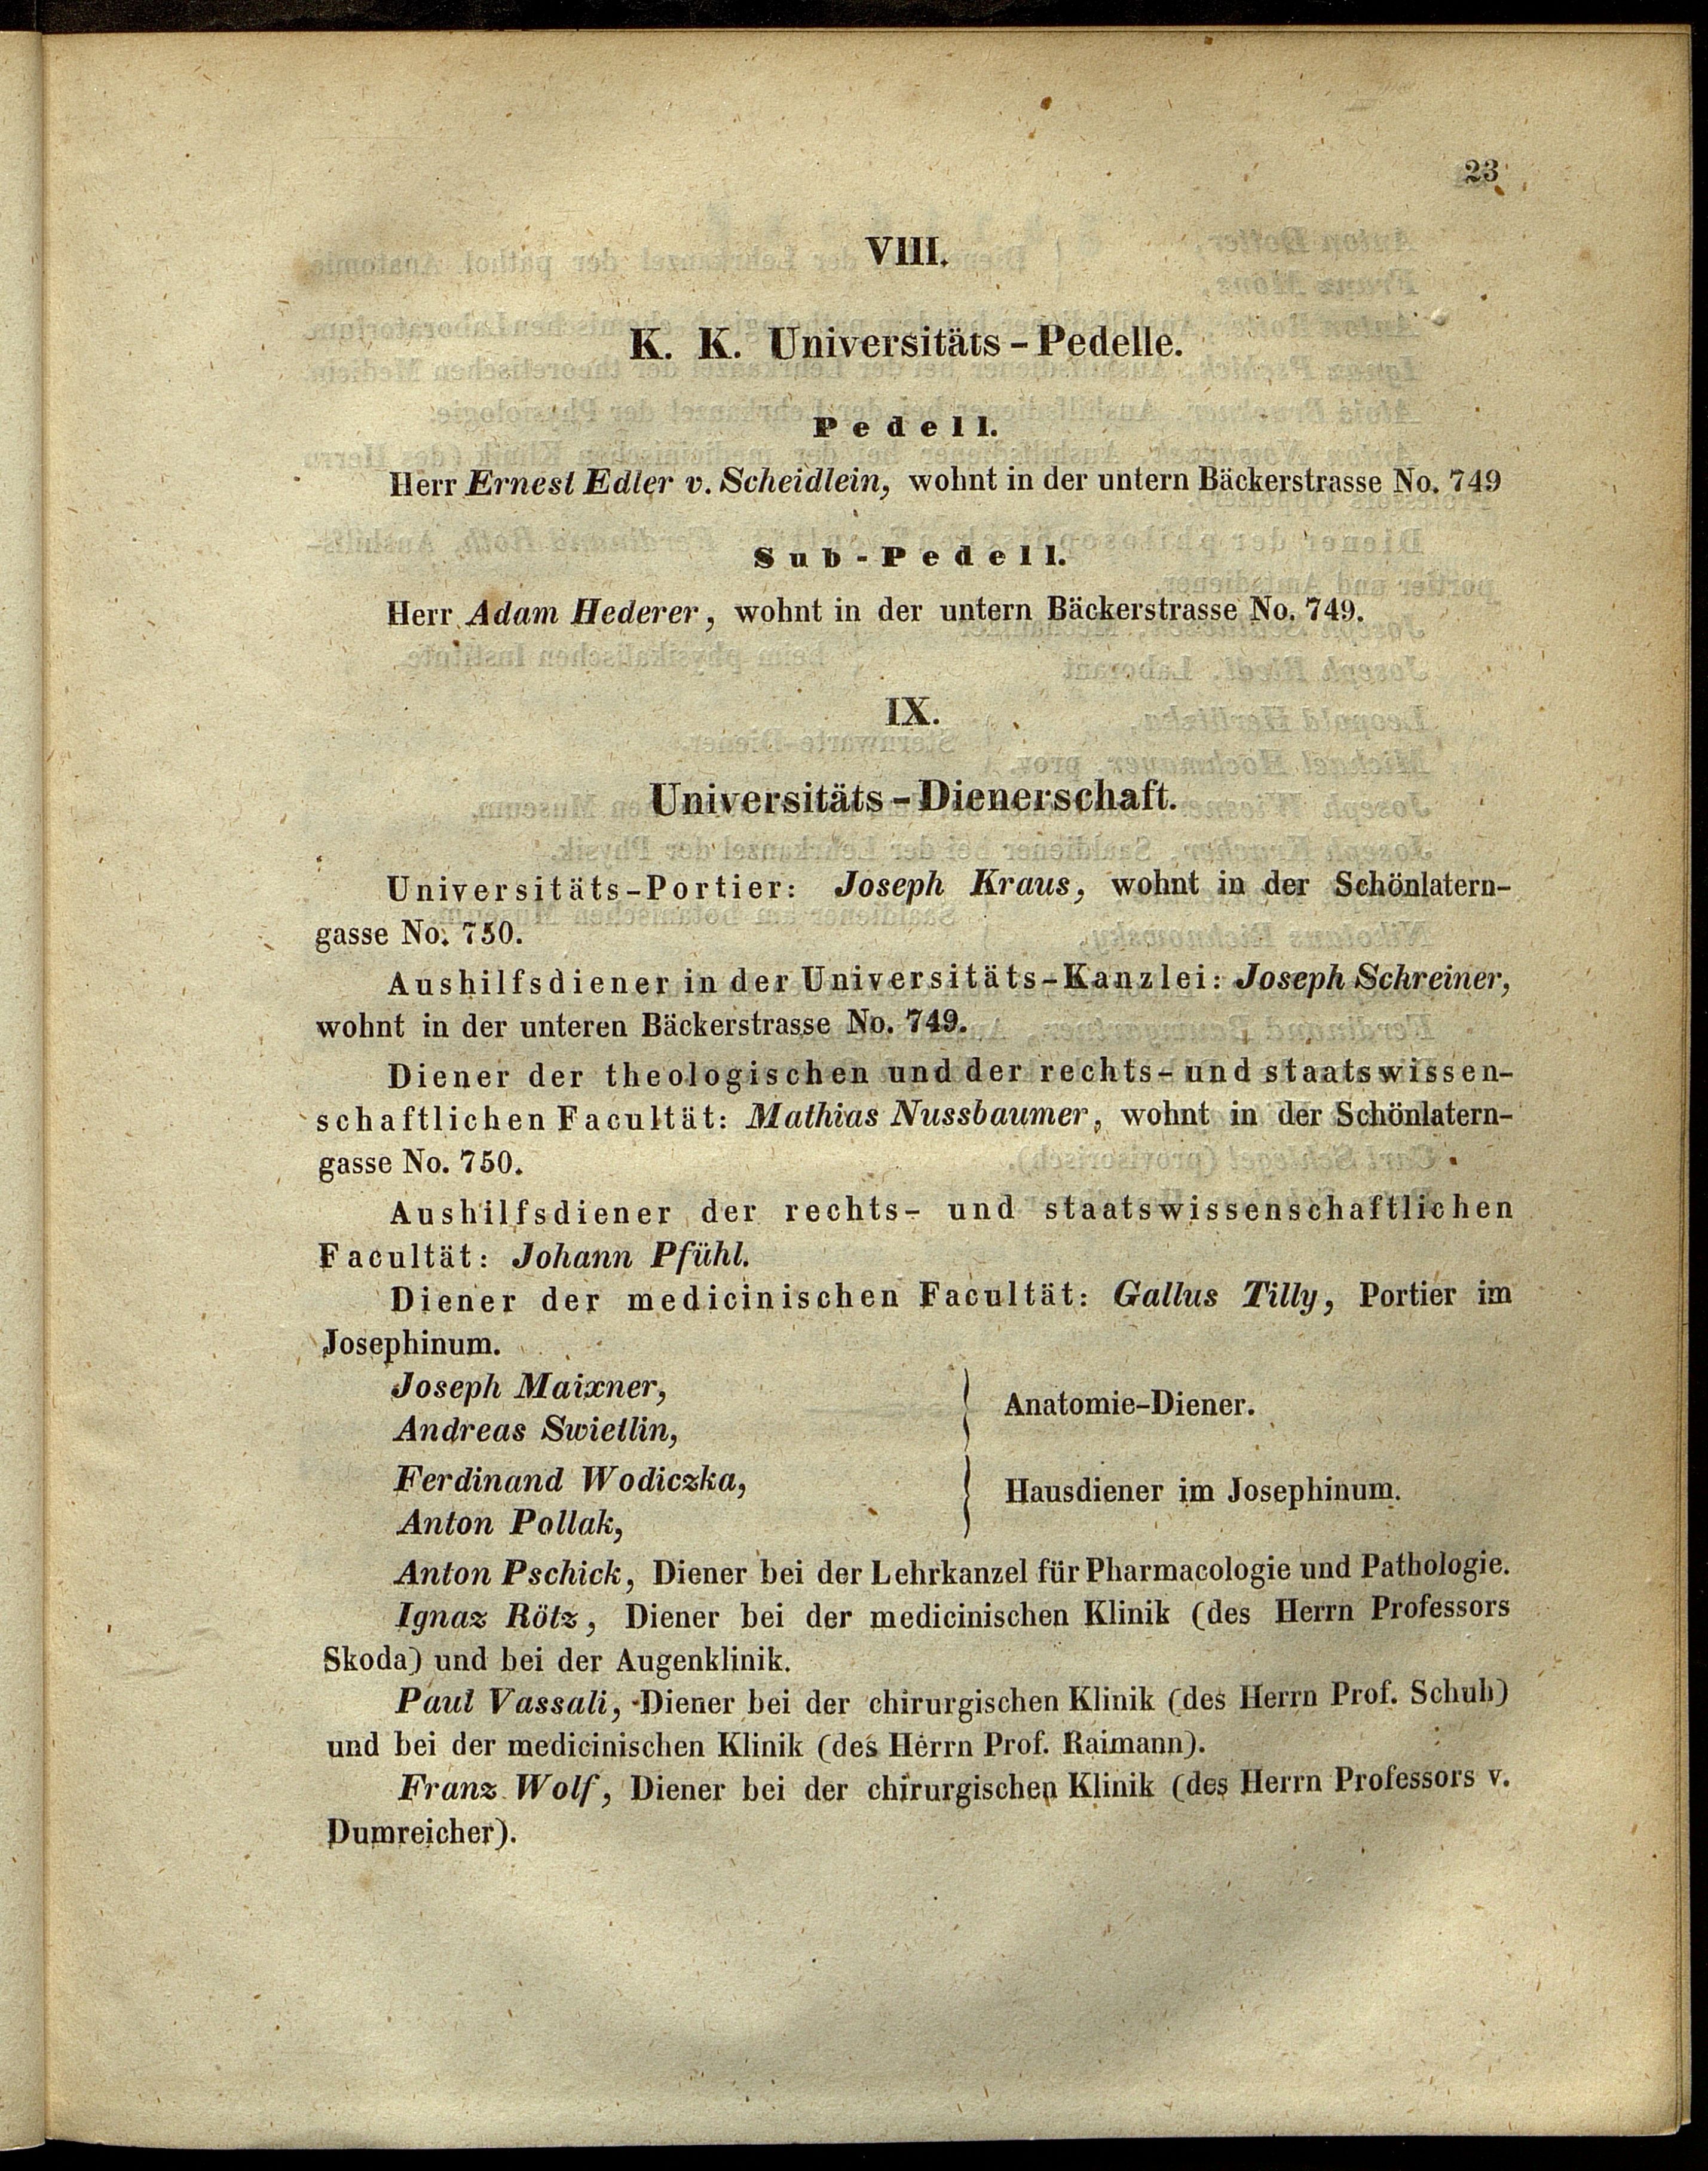 23
VIII.
K. K. Universitäts-Pedelle.
Pedell.
Herr Ernest Edler v. Scheidlein, wohnt in der untern Bäckerstrasse No. 749
Sub-Pedell.
Herr Adam Hederer, wohnt in der untern Bäckerstrasse No. 749.
IX.
Universitäts-Dienerschaft.
Universitäts-Portier: Joseph Kraus, wohnt in der Schönlatern-
gasse No. 750.
Aushilfsdiener in der Universitäts-Kanzlei: Joseph Schreiner,
wohnt in der unteren Bäckerstrasse No. 749.
Diener der theologischen und der rechts- und staatswissen-
schaftlichen Facultät: Mathias Nussbaumer, wohnt in der Schönlatern-
gasse No. 750.
Aushilfsdiener der rechts- und staatswissenschaftlichen
Facultät: Johann Pfühl.
Diener der medicinischen Facultät: Gallus Tilly, Portier im
Josephinum.
Joseph Maixner,
Andreas Swietlin,
Anatomie-Diener.
Ferdinand Wodiczka,
Anton Pollak,
Hausdiener im Josephinum.
Anton Pschick, Diener bei der Lehrkanzel für Pharmacologie und Pathologie.
Ignaz Rötz, Diener bei der medicinischen Klinik (des Herrn Professors
Skoda) und bei der Augenklinik.
Paul Vassali, Diener bei der chirurgischen Klinik (des Herrn Prof. Schuh)
und bei der medicinischen Klinik (des Herrn Prof. Raimann).
Franz Wolf, Diener bei der chirurgischen Klinik (des Herrn Professors v.
Dumreicher).